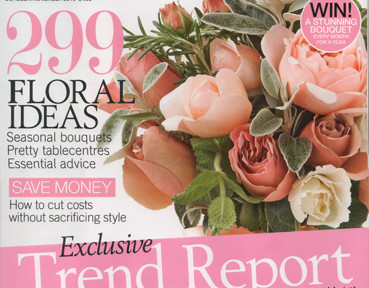 WIN!
A STUNNING
BOUQUET
EVERY MONTH
FOR A YEAR
299
FLORAL
IDEAS
Seasonal bouquets
Pretty tablecentres
Essential advice
SAVE MONEY
How to cut costs
without sacrificing style
Exclusive
Trend Report